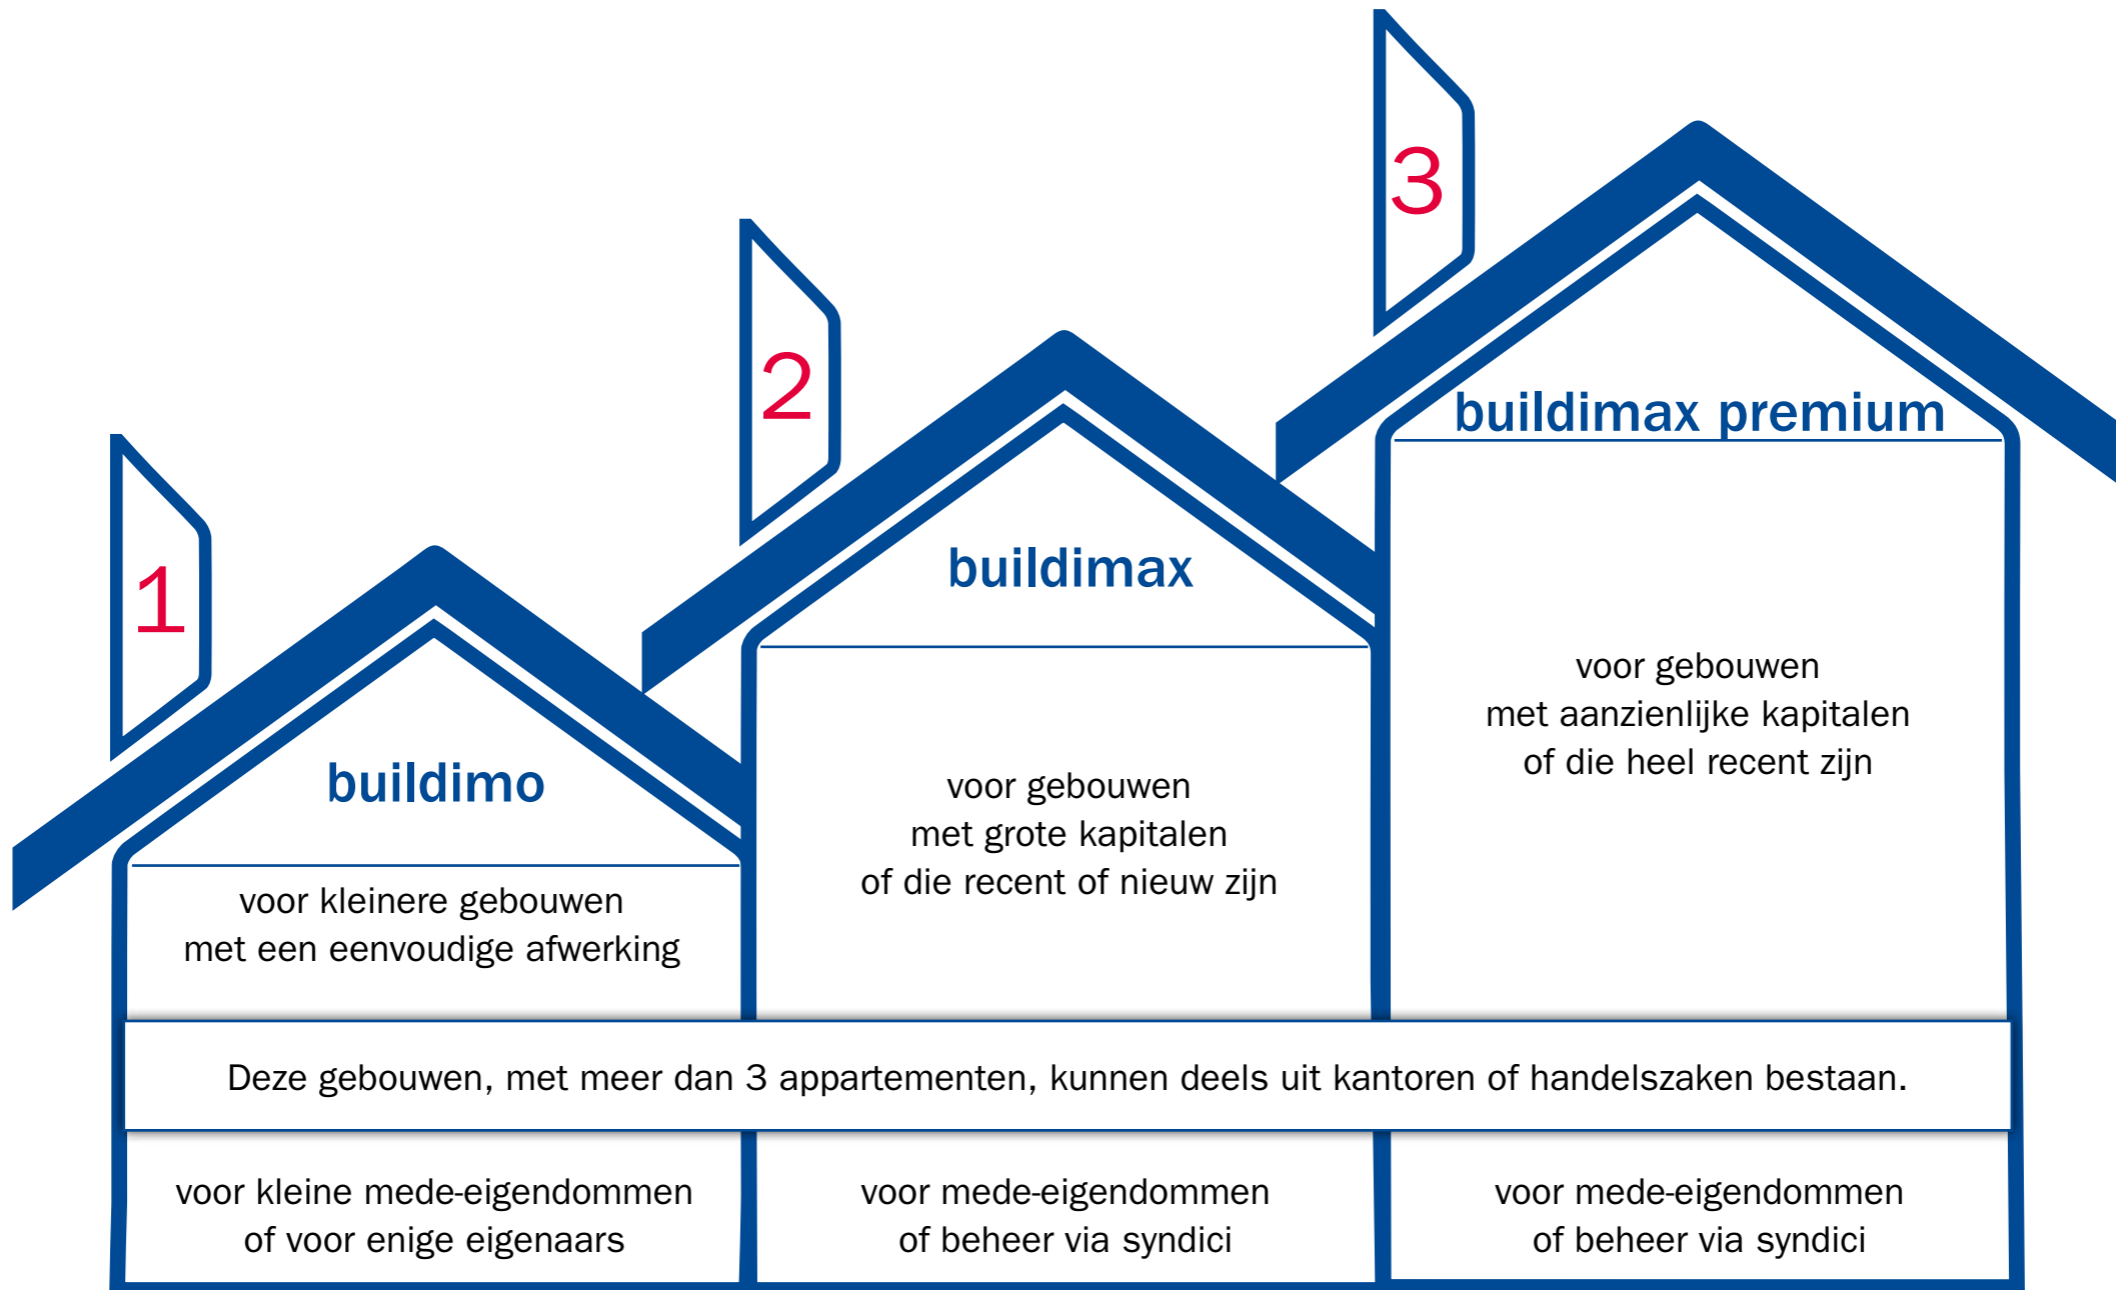 1
buildimo
voor kleinere gebouwen
met een eenvoudige afwerking
2
buildimax
voor gebouwen
met grote kapitalen
of die recent of nieuw zijn
3
buildimax premium
voor gebouwen
met aanzienlijke kapitalen
of die heel recent zijn
Deze gebouwen, met meer dan 3 appartementen, kunnen deels uit kantoren of handelszaken bestaan.
voor kleine mede-eigendommen
of voor enige eigenaars
voor mede-eigendommen
of beheer via syndici
voor mede-eigendommen
of beheer via syndici